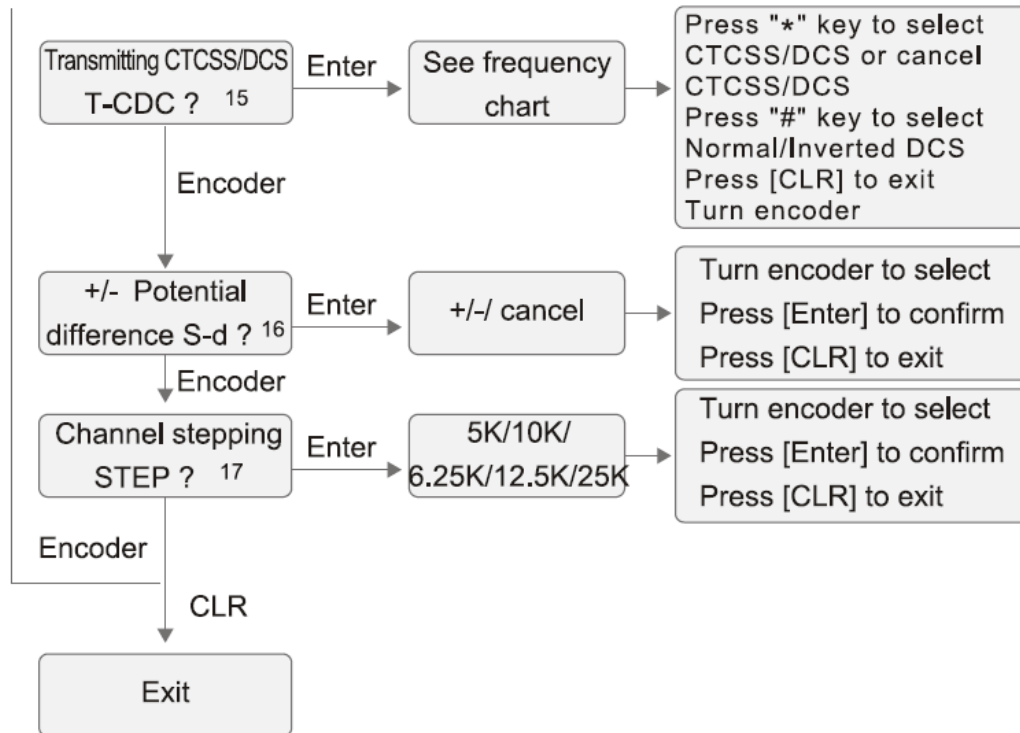 Transmitting CTCSS/DCS
T-CDC ? 15
Enter
See frequency
chart
Press "*" key to select
CTCSS/DCS or cancel
CTCSS/DCS
Press "#" key to select
Normal/Inverted DCS
Press [CLR] to exit
Turn encoder
Encoder
+/- Potential
difference S-d ? 16
Enter
+/-/ cancel
Turn encoder to select
Press [Enter] to confirm
Press [CLR] to exit
Encoder
Channel stepping
STEP ? 17
Enter
5K/10K/
6.25K/12.5K/25K
Turn encoder to select
Press [Enter] to confirm
Press [CLR] to exit
Encoder
CLR
Exit